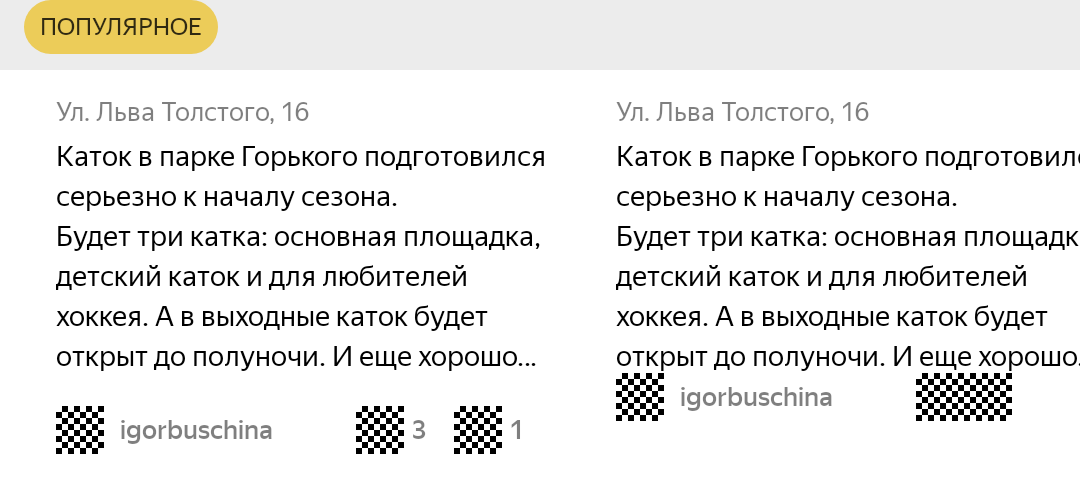 ПОПУЛЯРНОЕ
Ул. Льва Толстого, 16
Каток в парке Горького подготовился
серьезно к началу сезона.
Будет три катка: основная площадка,
детский каток и для любителей
хоккея. А в выходные каток будет
открыт до полуночи. И еще хорошо...
igorbuschina
3
1
Ул. Льва Толстого, 16
Каток в парке Горького подготовил
серьезно к началу сезона.
Будет три катка: основная площадк
детский каток и для любителей
хоккея. А в выходные каток будет
открыт до полуночи. И еще хорошо.
igorbuschina